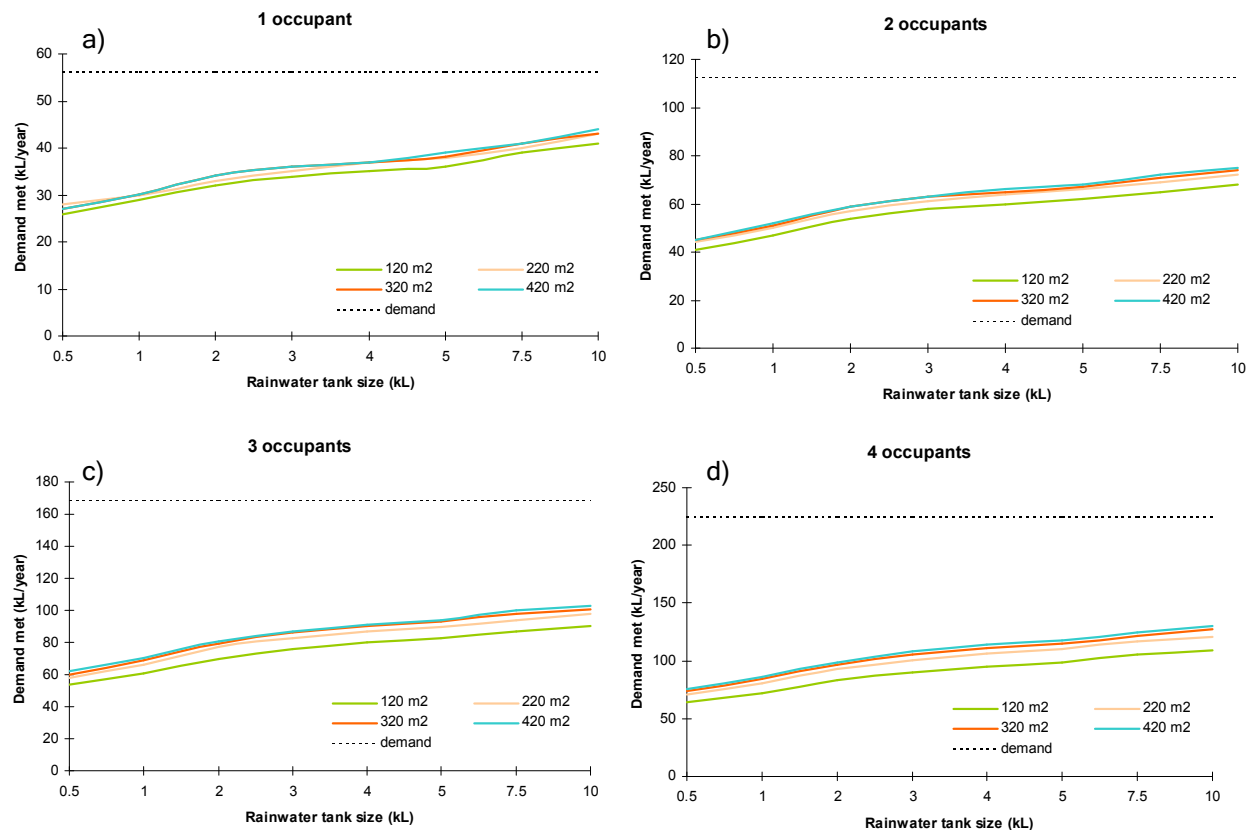 1 occupant
a)
Demand met (kL/year)
60
50
40
30
20
10
0
120 m2 220 m2
320 m2 420 m2
demand
0.5 1 2 3 4 5 7.5 10
Rainwater tank size (kL)
2 occupants
b)
Demand met (kL/year)
120
100
80
60
40
20
0
120 m2 220 m2
320 m2 420 m2
demand
0.5 1 2 3 4 5 7.5 10
Rainwater tank size (kL)
3 occupants
c)
Demand met (kL/year)
180
160
140
120
100
80
60
40
20
0
120 m2 220 m2
320 m2 420 m2
demand
0.5 1 2 3 4 5 7.5 10
Rainwater tank size (kL)
4 occupants
d)
Demand met (kL/year)
250
200
150
100
50
0
120 m2 220 m2
320 m2 420 m2
demand
0.5 1 2 3 4 5 7.5 10
Rainwater tank size (kL)